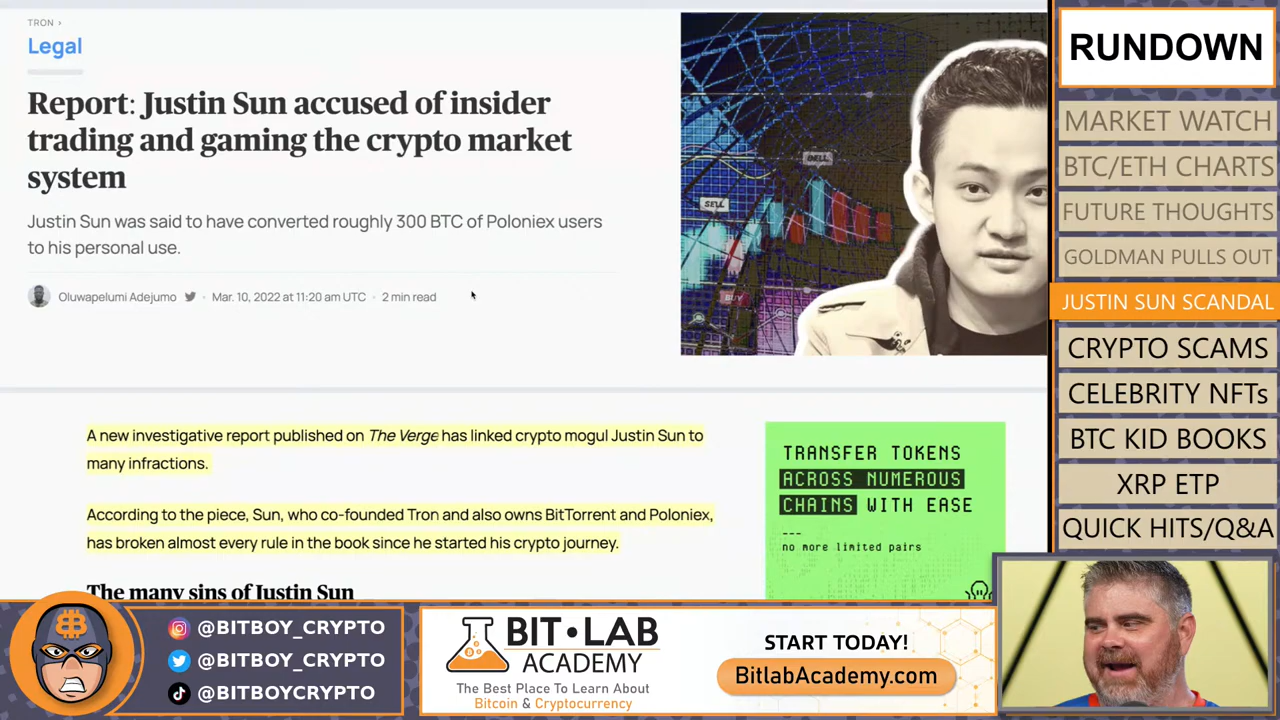 TRON >
Legal
Report: Justin Sun accused of insider
trading and gaming the crypto market
system
Justin Sun was said to have converted roughly 300 BTC of Poloniex users
to his personal use.
Oluwapelumi Adejumo · Mar. 10, 2022 at 11:20 am UTC · 2 min read
SELL
SELL
BUY
A new investigative report published on The Verge has linked crypto mogul Justin Sun to
many infractions.
According to the piece, Sun, who co-founded Tron and also owns BitTorrent and Poloniex,
has broken almost every rule in the book since he started his crypto journey.
The many sins of Justin Sun
TRANSFER TOKENS
ACROSS NUMEROUS
CHAINS WITH EASE
---
no more limited pairs
RUNDOWN
MARKET WATCH
BTC/ETH CHARTS
FUTURE THOUGHTS
GOLDMAN PULLS OUT
JUSTIN SUN SCANDAL
CRYPTO SCAMS
CELEBRITY NFTs
BTC KID BOOKS
XRP ETP
QUICK HITS/Q&A
@BITBOY_CRYPTO
@BITBOY_CRYPTO
@BITBOYCRYPTO
BIT•LAB
ACADEMY
The Best Place To Learn About
Bitcoin & Cryptocurrency
START TODAY!
BitlabAcademy.com